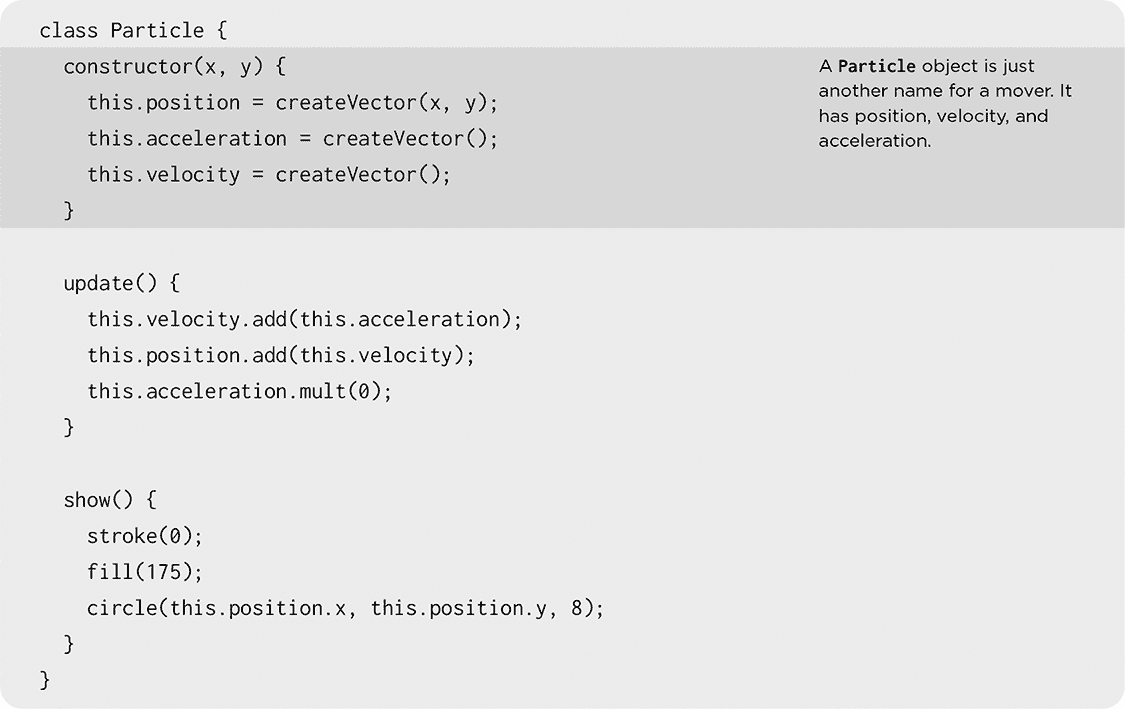 class Particle {
  constructor(x, y) {
    this.position = createVector(x, y);
    this.acceleration = createVector();
    this.velocity = createVector();
  }
A Particle object is just
another name for a mover. It
has position, velocity, and
acceleration.
  update() {
    this.velocity.add(this.acceleration);
    this.position.add(this.velocity);
    this.acceleration.mult(0);
  }
  show() {
    stroke(0);
    fill(175);
    circle(this.position.x, this.position.y, 8);
  }
}